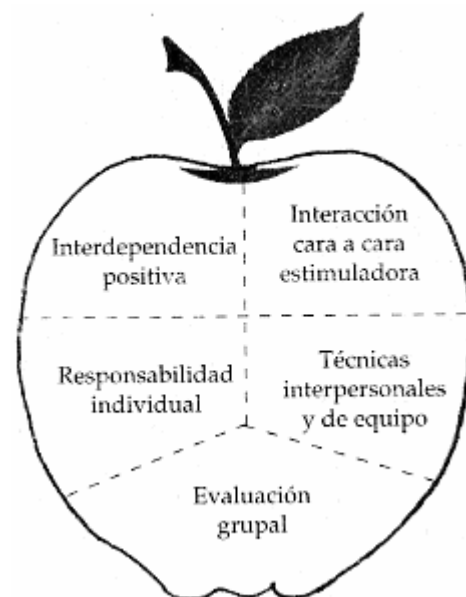 Interdependencia
positiva
Interacción
cara a cara
estimuladora
Responsabilidad
individual
Técnicas
interpersonales
y de equipo
Evaluación
grupal